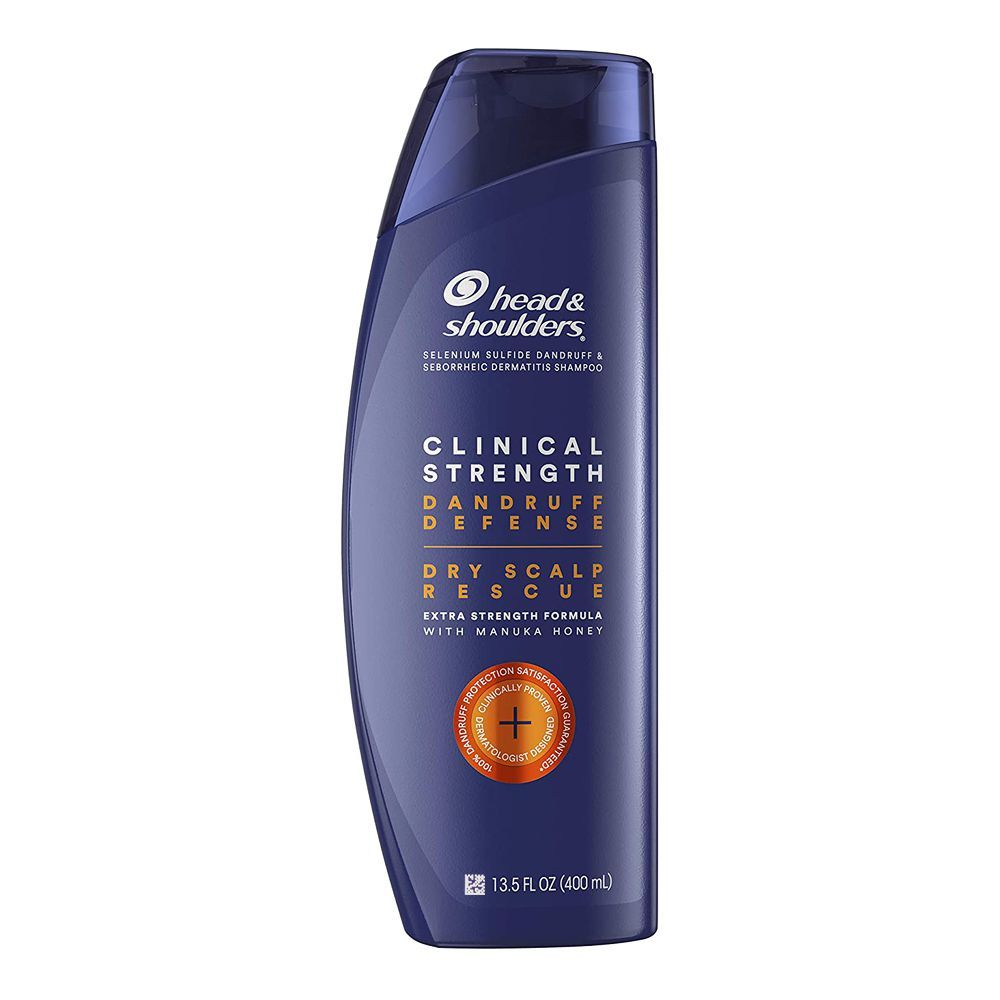 head &
shoulders®
SELENIUM SULFIDE DANDRUFF &
SEBORRHEIC DERMATITIS SHAMPOO
CLINICAL
STRENGTH
DANDRUFF
DEFENSE
DRY SCALP
RESCUE
EXTRA STRENGTH FORMULA
WITH MANUKA HONEY
100% DANDRUFF PROTECTION SATISFACTION GUARANTEED*
CLINICALLY PROVEN
DERMATOLOGIST DESIGNED
+
13.5 FL OZ (400 mL)